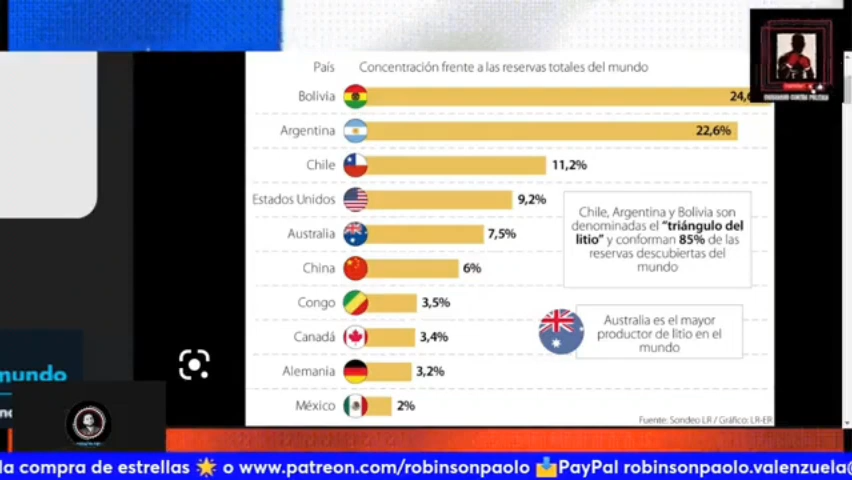 País Concentración frente a las reservas totales del mundo
Bolivia 24,6
Argentina 22,6%
Chile 11,2%
Estados Unidos 9,2%
Australia 7,5%
China 6%
Congo 3,5%
Canadá 3,4%
Alemania 3,2%
México 2%
Chile, Argentina y Bolivia son
denominadas el "triángulo del
litio" y conforman 85% de las
reservas descubiertas del
mundo
Australia es el mayor
productor de litio en el
mundo
Fuente: Sondeo LR / Gráfico: LR-ER
mundo
la compra de estrellas 🌟 o www.patreon.com/robinsonpaolo 📩PayPal robinsonpaolo.valenzuela@